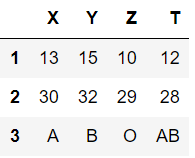 X Y Z T
1 13 15 10 12
2 30 32 29 28
3 A B O AB